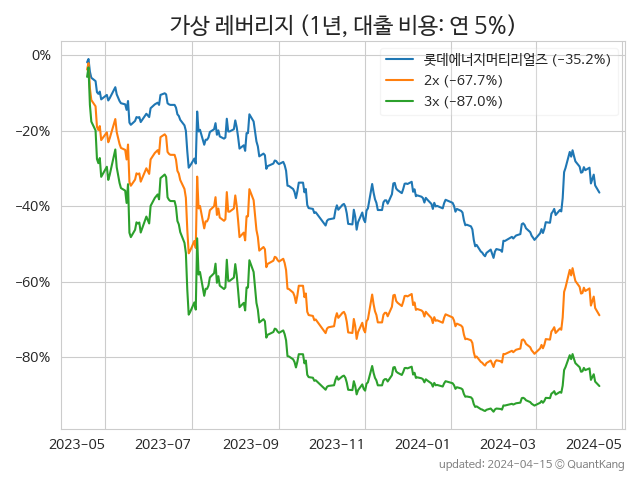 가상 레버리지 (1년, 대출 비용: 연 5%)
롯데에너지머티리얼즈 (−35.2%)
2x (−67.7%)
3x (−87.0%)
0%
−20%
−40%
−60%
−80%
2023-05 2023-07 2023-09 2023-11 2024-01 2024-03 2024-05
updated: 2024-04-15 © QuantKang